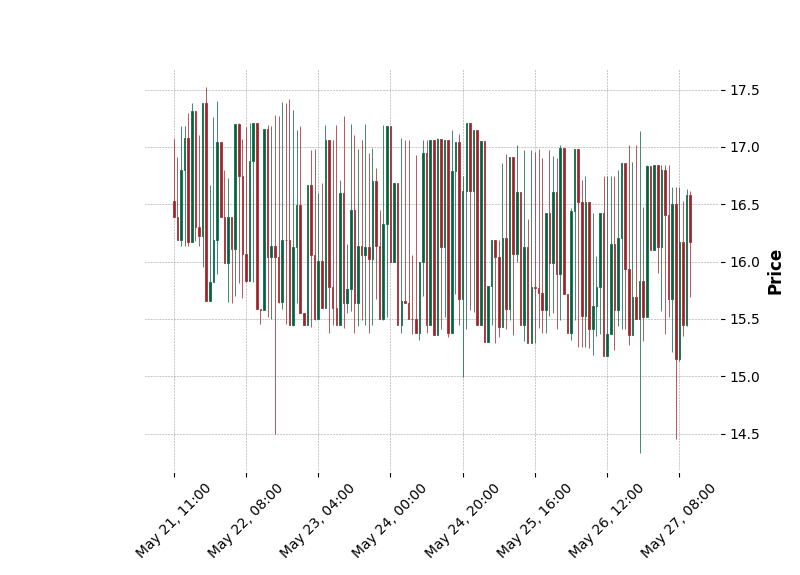 17.5
17.0
16.5
16.0
15.5
15.0
14.5
Price
May 21, 11:00
May 22, 08:00
May 23, 04:00
May 24, 00:00
May 24, 20:00
May 25, 16:00
May 26, 12:00
May 27, 08:00